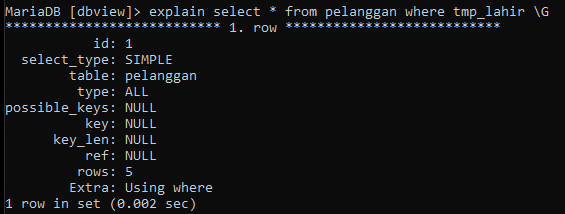 MariaDB [dbview]> explain select * from pelanggan where tmp_lahir \G
*************************** 1. row ***************************
id: 1
select_type: SIMPLE
table: pelanggan
type: ALL
possible_keys: NULL
key: NULL
key_len: NULL
ref: NULL
rows: 5
Extra: Using where
1 row in set (0.002 sec)